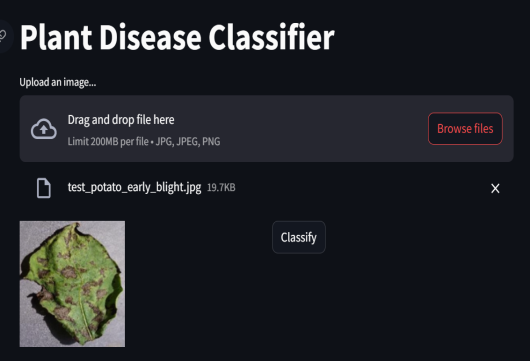 Plant Disease Classifier
Upload an image...
Drag and drop file here
Limit 200MB per file • JPG, JPEG, PNG
Browse files
test_potato_early_blight.jpg 19.7KB
Classify